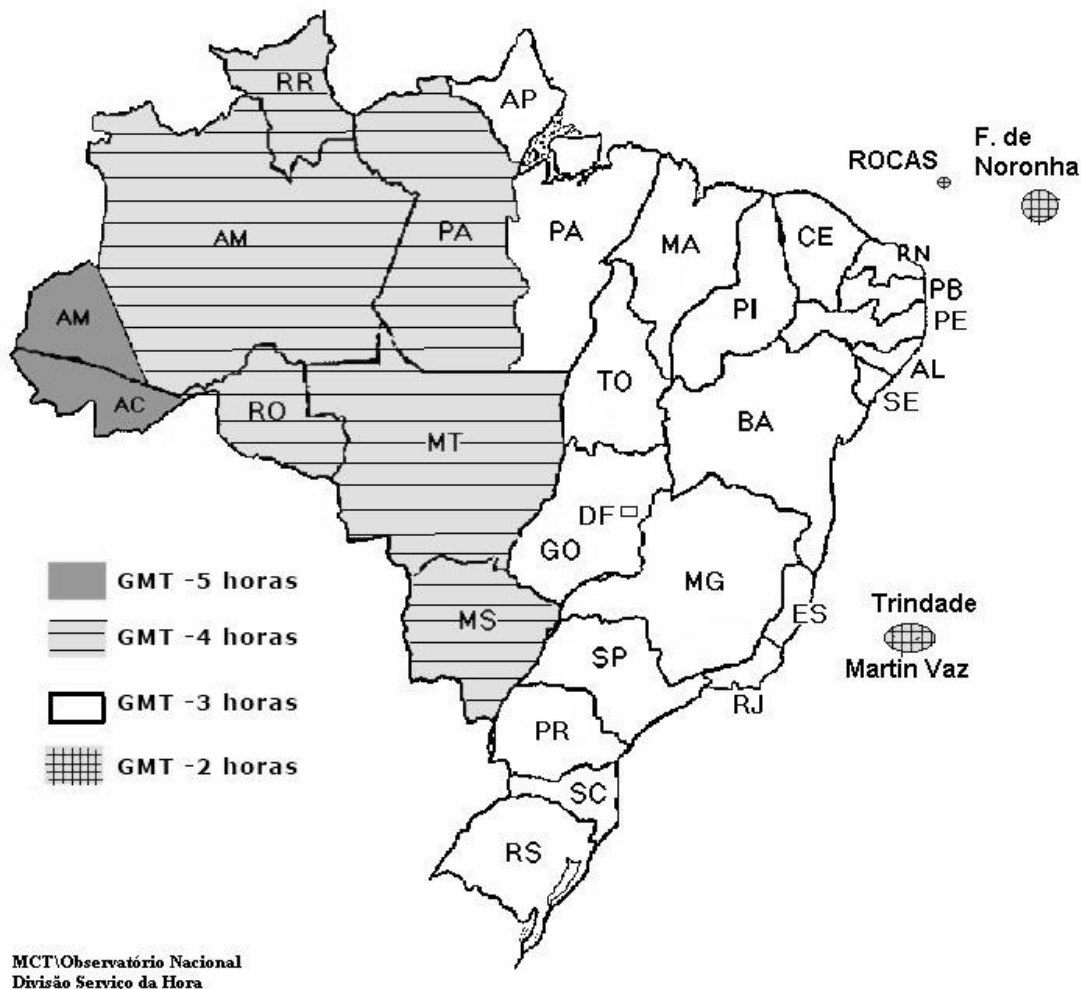 RR
AP
F. de
Noronha
ROCAS
AM
PA
PA
MA
CE
RN
PB
PI
PE
AM
AL
TO
SE
AC
RO
BA
MT
DF
GO
GMT -5 horas
MG
ES
Trindade
MS
GMT -4 horas
SP
Martin Vaz
GMT -3 horas
RJ
PR
GMT -2 horas
SC
RS
MCT\Observatório Nacional
Divisão Serviço da Hora